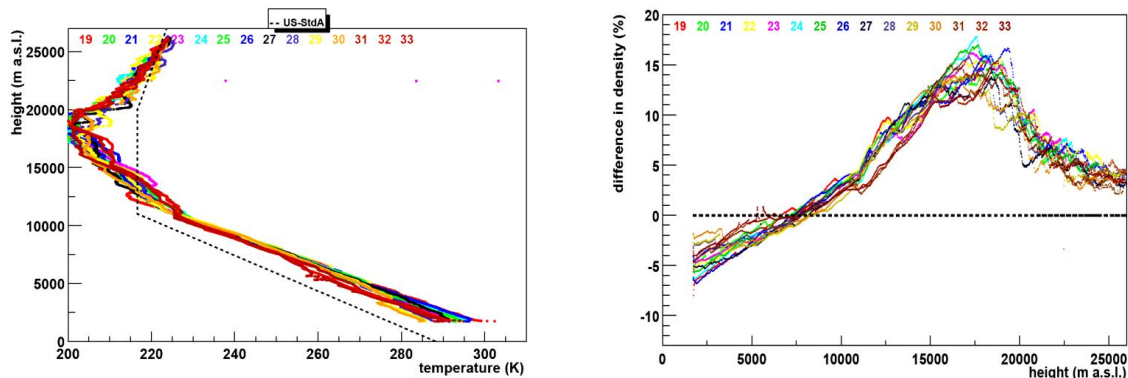 US-StdA
19 20 21 22 23 24 25 26 27 28 29 30 31 32 33
height (m a.s.l.)
25000
20000
15000
10000
5000
0
200 220 240 260 280 300
temperature (K)
19 20 21 22 23 24 25 26 27 28 29 30 31 32 33
difference in density (%)
20
15
10
5
0
-5
-10
0 5000 10000 15000 20000 25000
height (m a.s.l.)